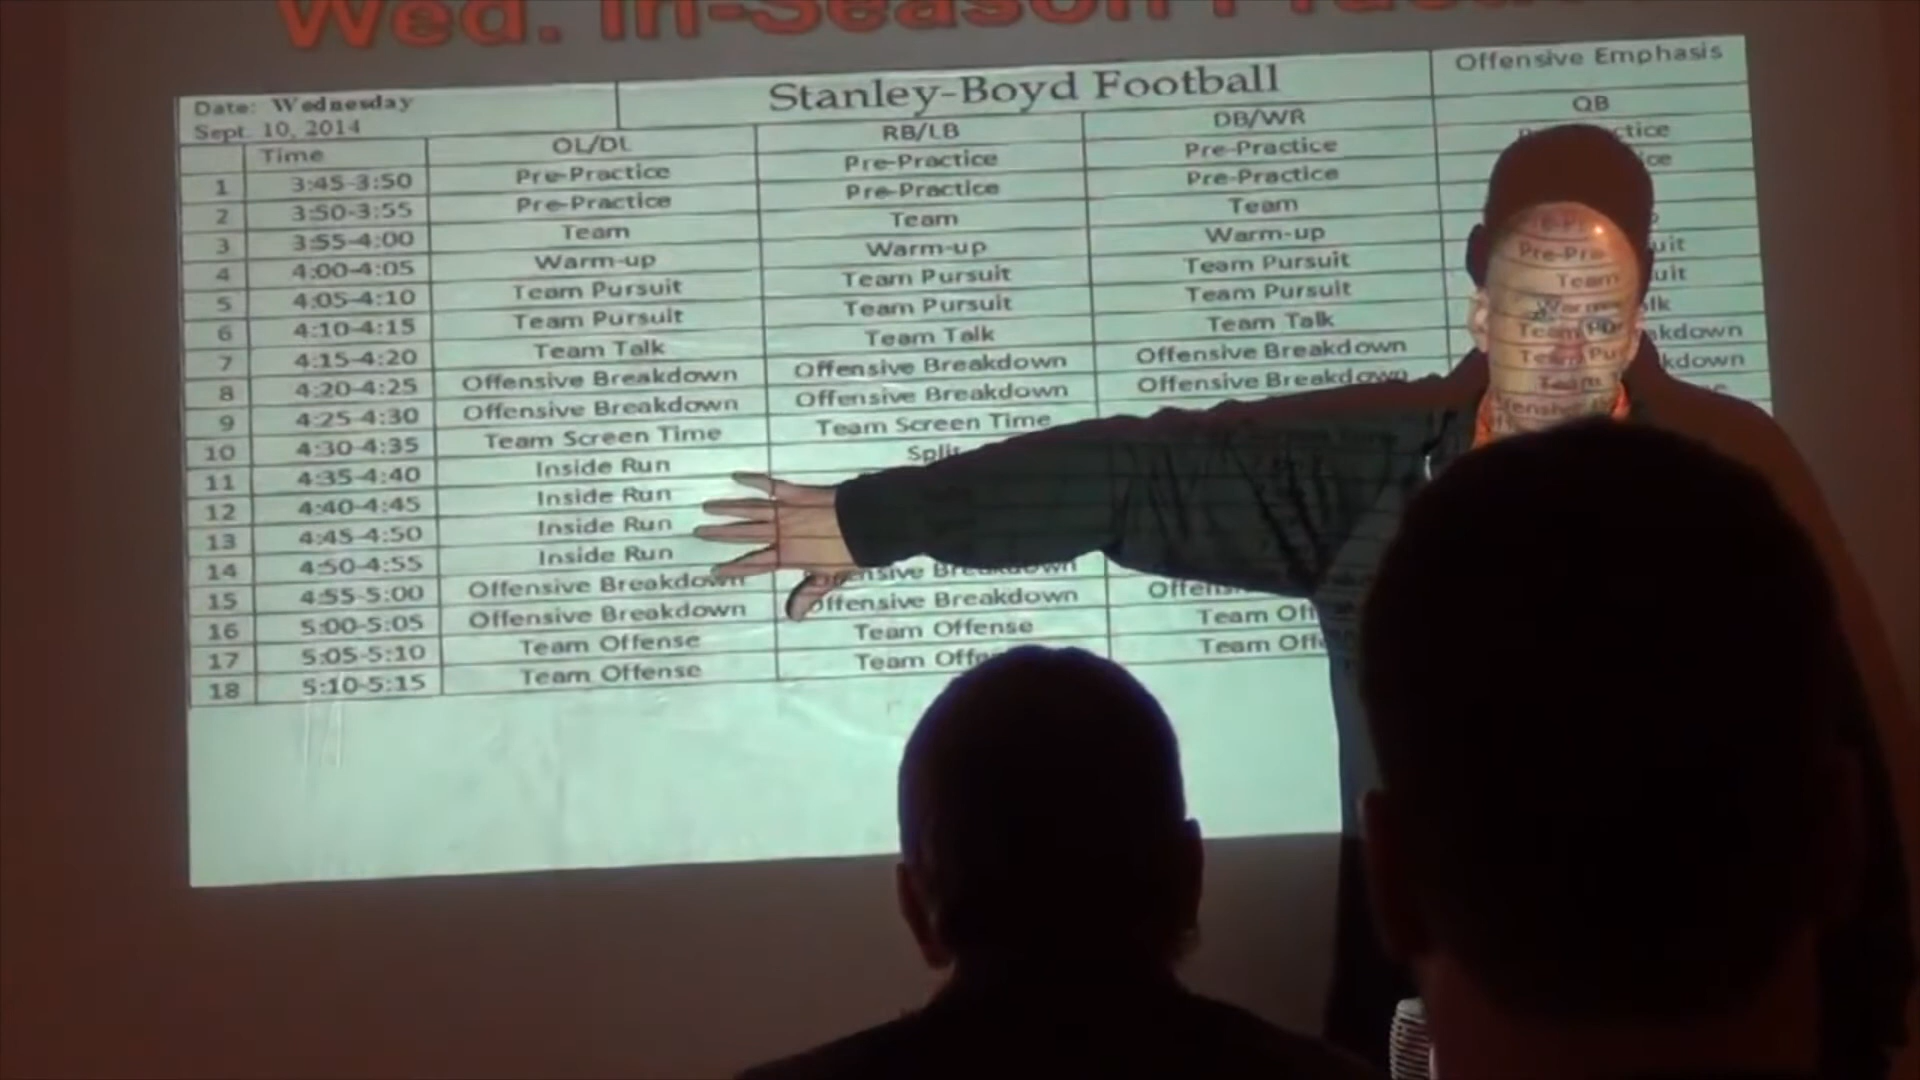 Wed. In-Season
Date: Wednesday Stanley-Boyd Football Offensive Emphasis
Sept. 10, 2014
Time OL/DL RB/LB DB/WR QB
1 3:45-3:50 Pre-Practice Pre-Practice Pre-Practice
2 3:50-3:55 Pre-Practice Pre-Practice Pre-Practice
3 3:55-4:00 Team Team Team
4 4:00-4:05 Warm-up Warm-up Warm-up
5 4:05-4:10 Team Pursuit Team Pursuit Team Pursuit
6 4:10-4:15 Team Pursuit Team Pursuit Team Pursuit
7 4:15-4:20 Team Talk Team Talk Team Talk
8 4:20-4:25 Offensive Breakdown Offensive Breakdown Offensive Breakdown
9 4:25-4:30 Offensive Breakdown Offensive Breakdown Offensive Breakdown
10 4:30-4:35 Team Screen Time Team Screen Time
11 4:35-4:40 Inside Run Split
12 4:40-4:45 Inside Run
13 4:45-4:50 Inside Run
14 4:50-4:55 Inside Run
15 4:55-5:00 Offensive Breakdown Offensive Breakdown
16 5:00-5:05 Offensive Breakdown Offensive Breakdown
17 5:05-5:10 Team Offense Team Offense Team
18 5:10-5:15 Team Offense Team Team